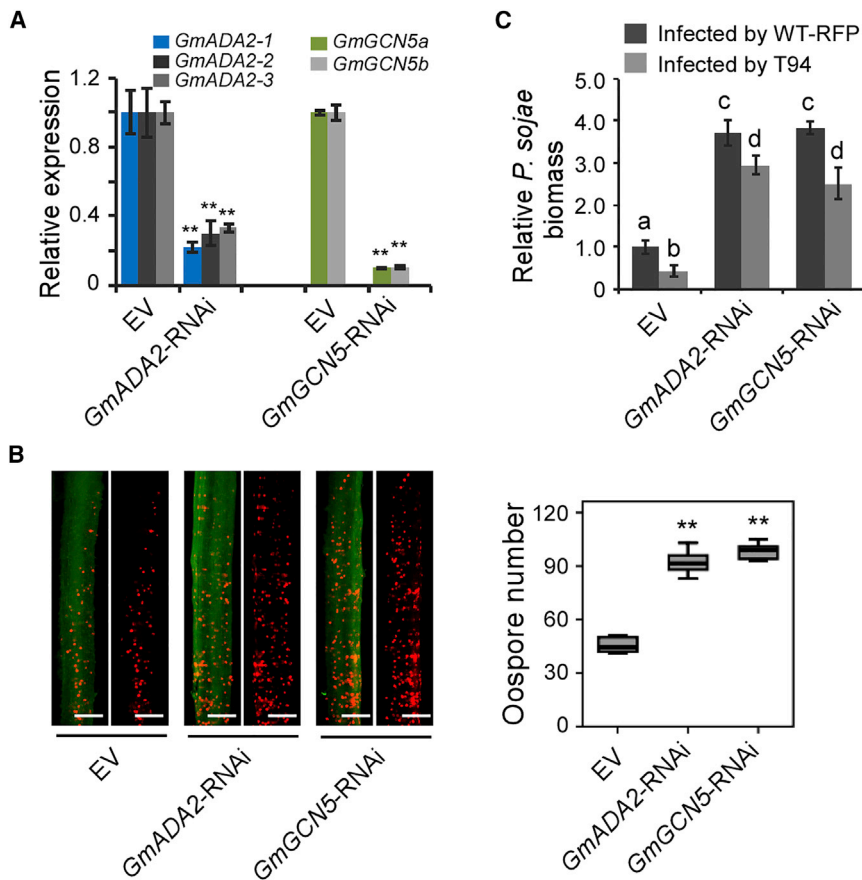 A
GmADA2-1
GmADA2-2
GmADA2-3
GmGCN5a
GmGCN5b
Relative expression
1.2
0.8
0.4
0
**
**
**
**
**
EV
GmADA2-RNAi
EV
GmGCN5-RNAi
C
Infected by WT-RFP
Infected by T94
Relative P. sojae
biomass
5.0
4.0
3.0
2.0
1.0
0.0
a
b
c
d
c
d
EV
GmADA2-RNAi
GmGCN5-RNAi
B
EV
GmADA2-RNAi
GmGCN5-RNAi
Oospore number
120
90
60
30
0
**
**
EV
GmADA2-RNAi
GmGCN5-RNAi